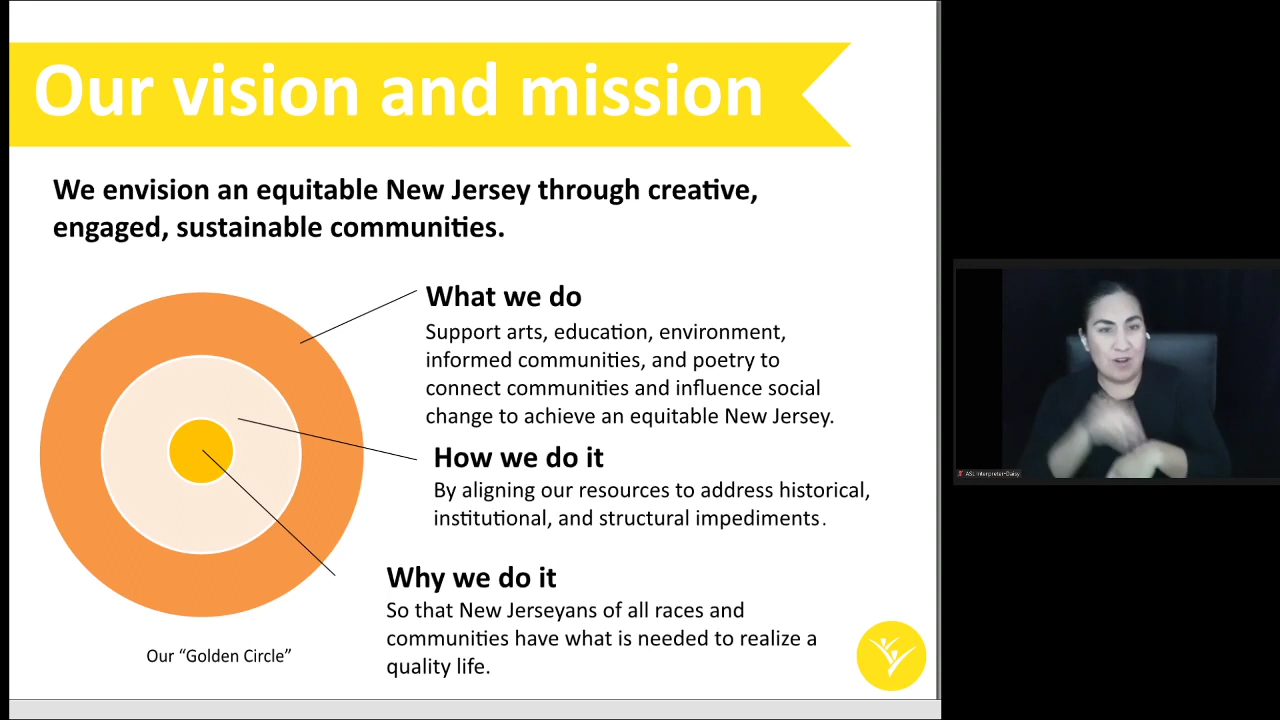 Our vision and mission
We envision an equitable New Jersey through creative,
engaged, sustainable communities.
What we do
Support arts, education, environment,
informed communities, and poetry to
connect communities and influence social
change to achieve an equitable New Jersey.
How we do it
By aligning our resources to address historical,
institutional, and structural impediments.
Why we do it
So that New Jerseyans of all races and
communities have what is needed to realize a
quality life.
Our “Golden Circle”
ASL Interpreter-Daisy